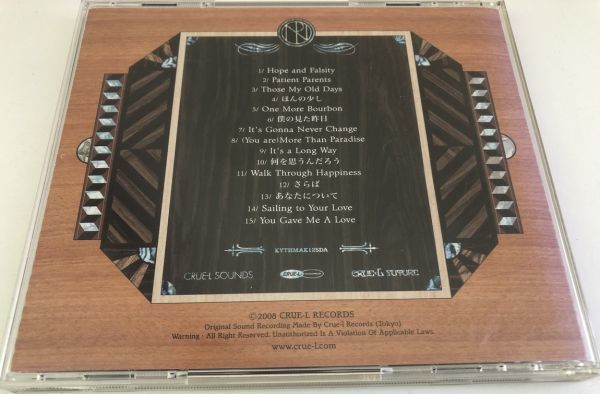 1/ Hope and Falsity
2/ Patient Parents
3/ Those My Old Days
4/ ほんの少し
5/ One More Bourbon
6/ 僕の見た昨日
7/ It's Gonna Never Change
8/ (You are)More Than Paradise
9/ It's a Long Way
10/ 何を思うんだろう
11/ Walk Through Happiness
12/ さらば
13/ あなたについて
14/ Sailing to Your Love
15/ You Gave Me A Love
KYTHMAK125DA
CRUE-L SOUNDS
CRUE-L
CRUE-L FUTURE
©2008 CRUE-L RECORDS
Original Sound Recording Made By Crue-l Records (Tokyo).
Warning : All Right Reserved. Unauthorized Is A Violation Of Applicable Laws.
www.crue-l.com